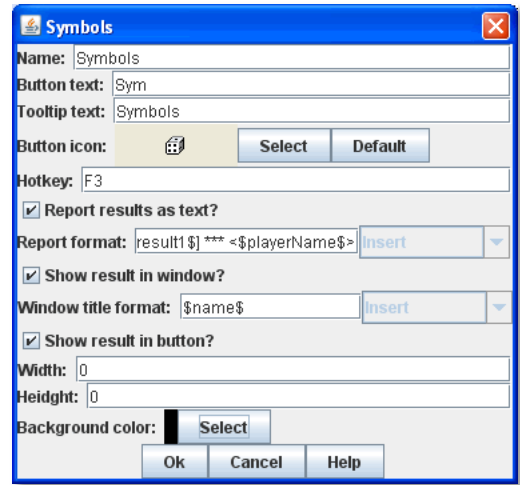 Symbols
Name: Symbols
Button text: Sym
Tooltip text: Symbols
Button icon: Select Default
Hotkey: F3
Report results as text?
Report format: result1$] *** <$playerName$> Insert
Show result in window?
Window title format: $name$ Insert
Show result in button?
Width: 0
Heidght: 0
Background color: Select
Ok Cancel Help